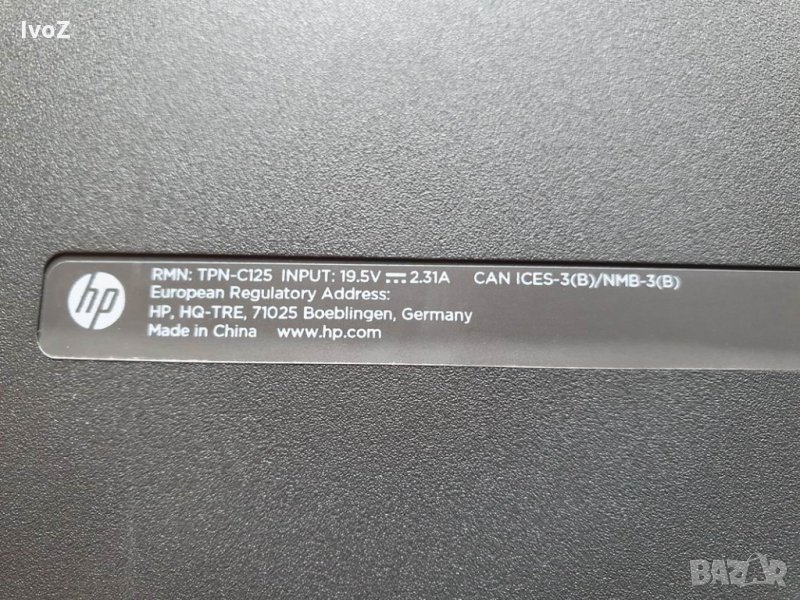 IvoZ
hp
RMN: TPN-C125 INPUT: 19.5V⎓2.31A CAN ICES-3(B)/NMB-3(B)
European Regulatory Address:
HP, HQ-TRE, 71025 Boeblingen, Germany
Made in China www.hp.com
BAZAR